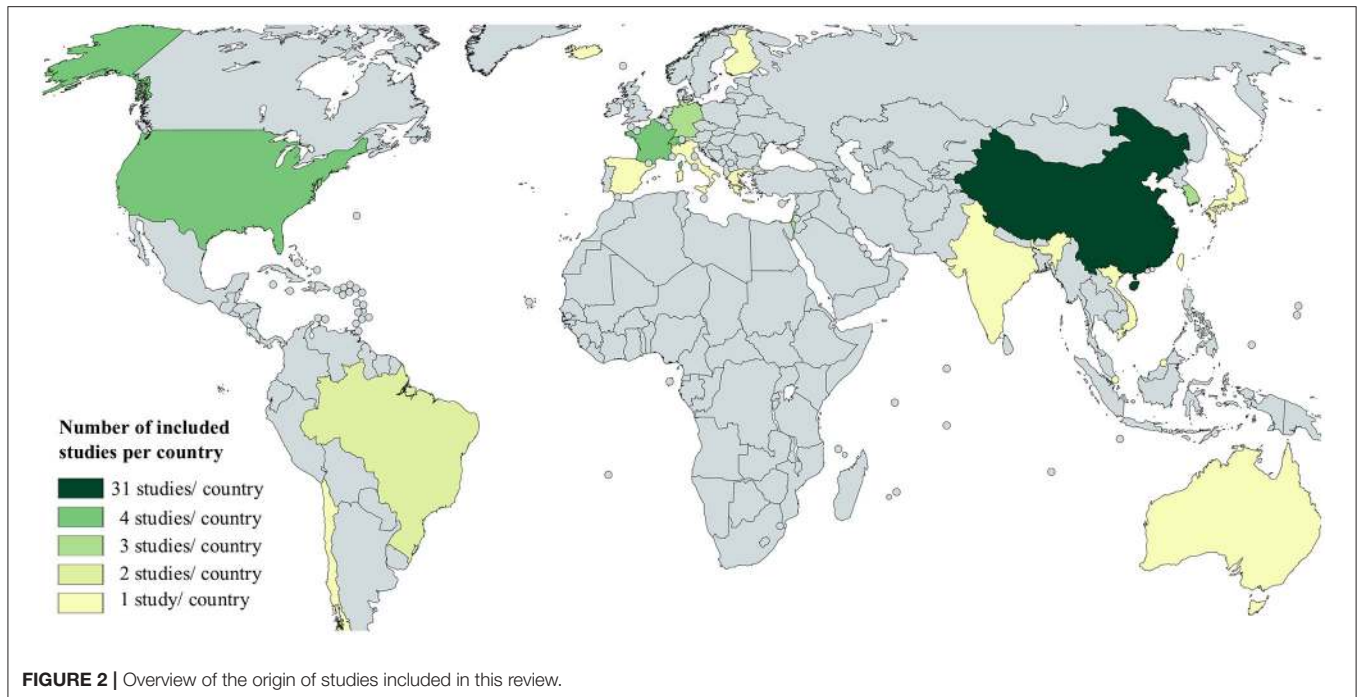 Number of included
studies per country
31 studies/ country
4 studies/ country
3 studies/ country
2 studies/ country
1 study/ country
FIGURE 2 | Overview of the origin of studies included in this review.